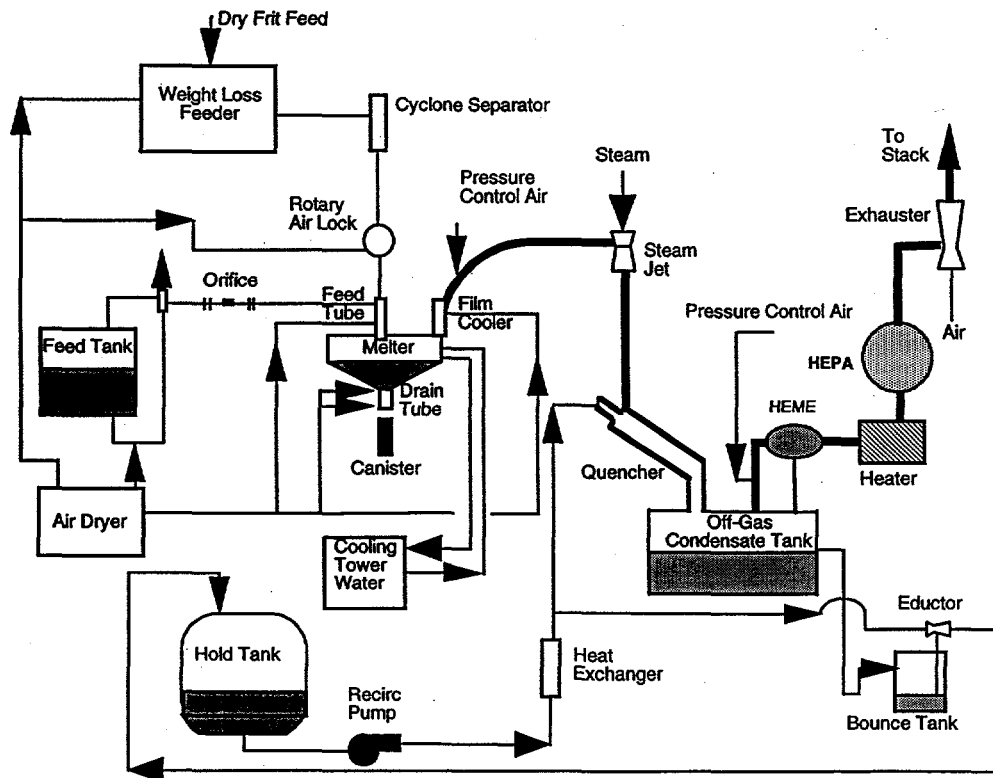 Dry Frit Feed
Weight Loss
Feeder
Cyclone Separator
To
Stack
Steam
Pressure
Control Air
Rotary
Air Lock
Exhauster
Steam
Jet
Orifice
Feed
Tube
Film
Cooler
Pressure Control Air
Air
Feed Tank
Melter
HEPA
Drain
Tube
HEME
Canister
Quencher
Heater
Air Dryer
Off-Gas
Condensate Tank
Cooling
Tower
Water
Eductor
Hold Tank
Heat
Exchanger
Recirc
Pump
Bounce Tank